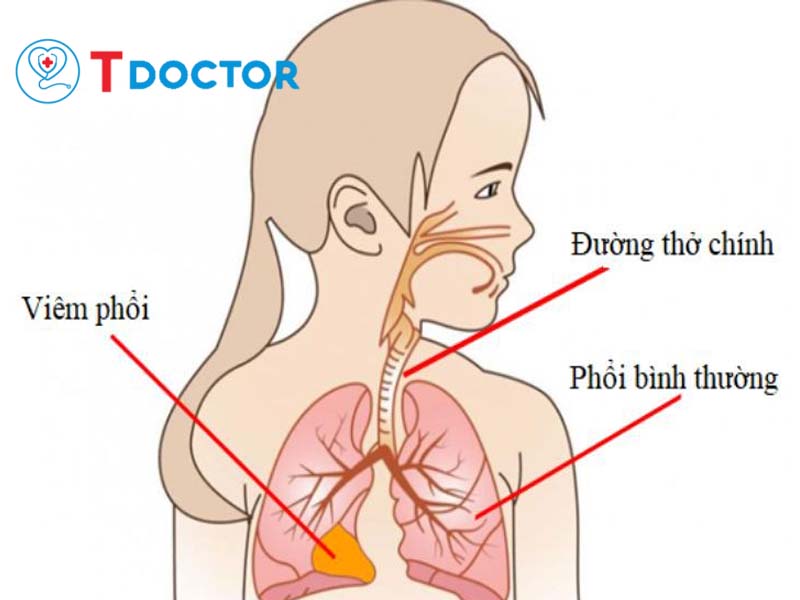 TDOCTOR
Đường thở chính
Viêm phổi
Phổi bình thường